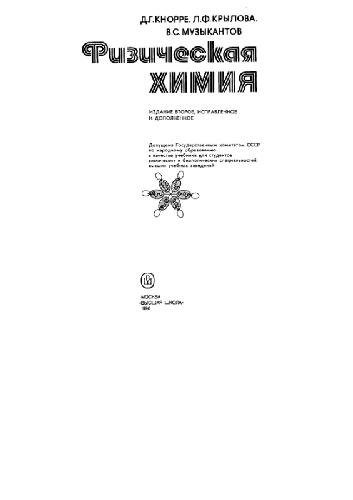 Д.Г.КНОРРЕ, Л.Ф.КРЫЛОВА,
В.С.МУЗЫКАНТОВ
Физическая
ХИМИЯ
ИЗДАНИЕ ВТОРОЕ, ИСПРАВЛЕННОЕ
И ДОПОЛНЕННОЕ
Допущено Государственным комитетом СССР
по народному образованию
в качестве учебника для студентов
химических и биологических специальностей
высших учебных заведений
МОСКВА
«ВЫСШАЯ ШКОЛА»